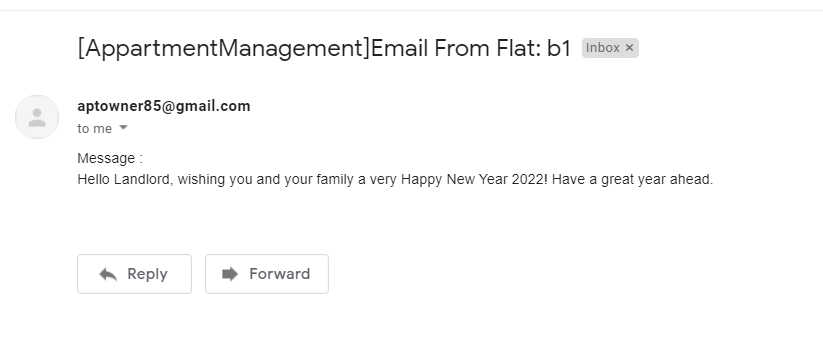 [AppartmentManagement]Email From Flat: b1 Inbox ×
aptowner85@gmail.com
to me
Message :
Hello Landlord, wishing you and your family a very Happy New Year 2022! Have a great year ahead.
Reply Forward